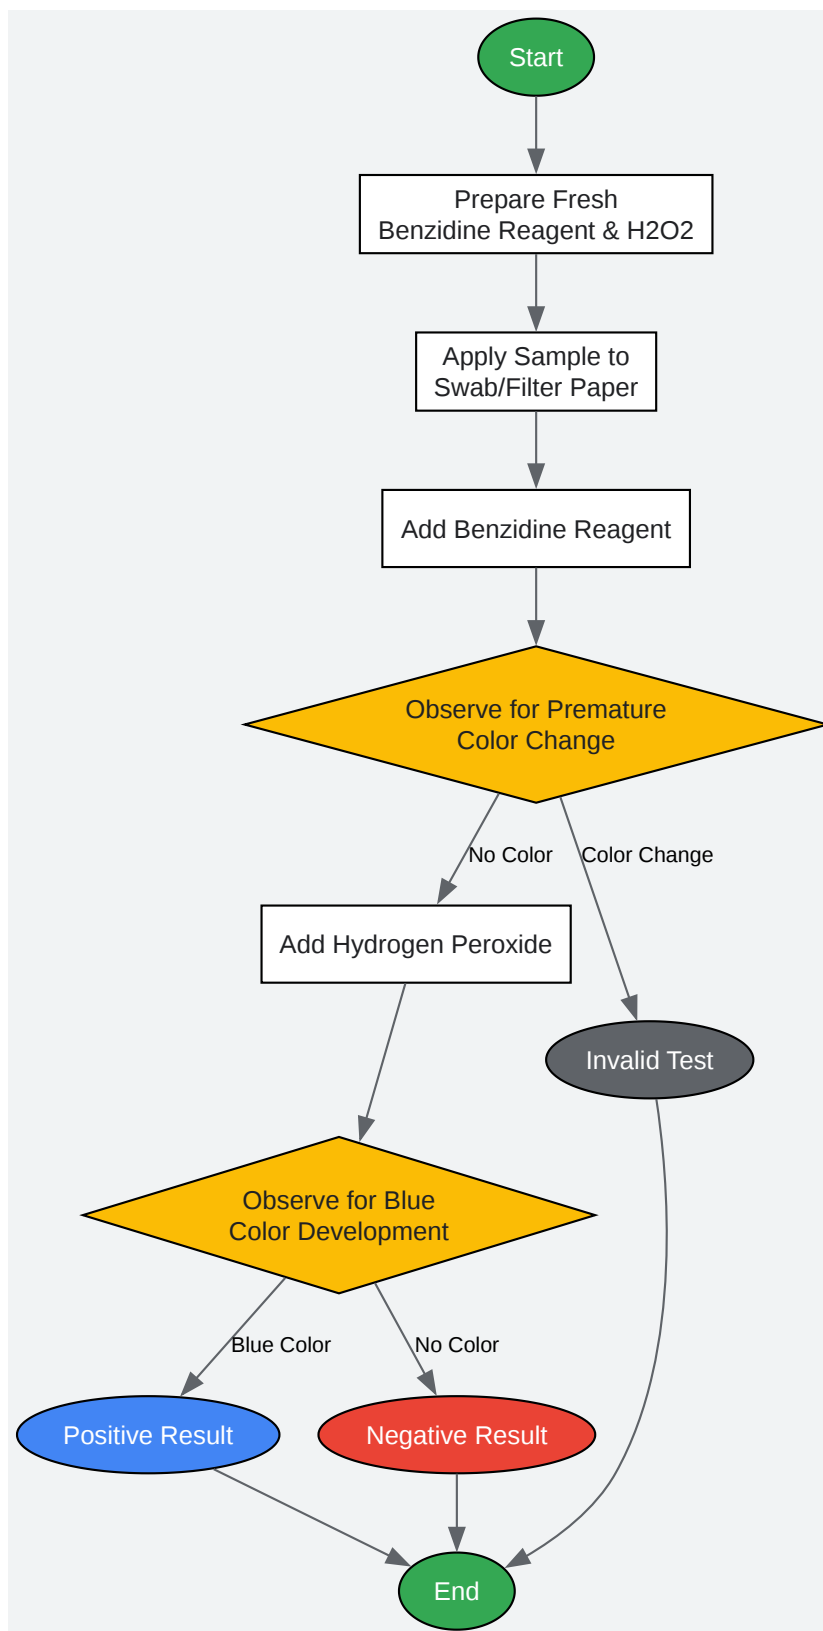 Start
Prepare Fresh
Benzidine Reagent & H2O2
Apply Sample to
Swab/Filter Paper
Add Benzidine Reagent
Observe for Premature
Color Change
No Color
Color Change
Add Hydrogen Peroxide
Invalid Test
Observe for Blue
Color Development
Blue Color
No Color
Positive Result
Negative Result
End